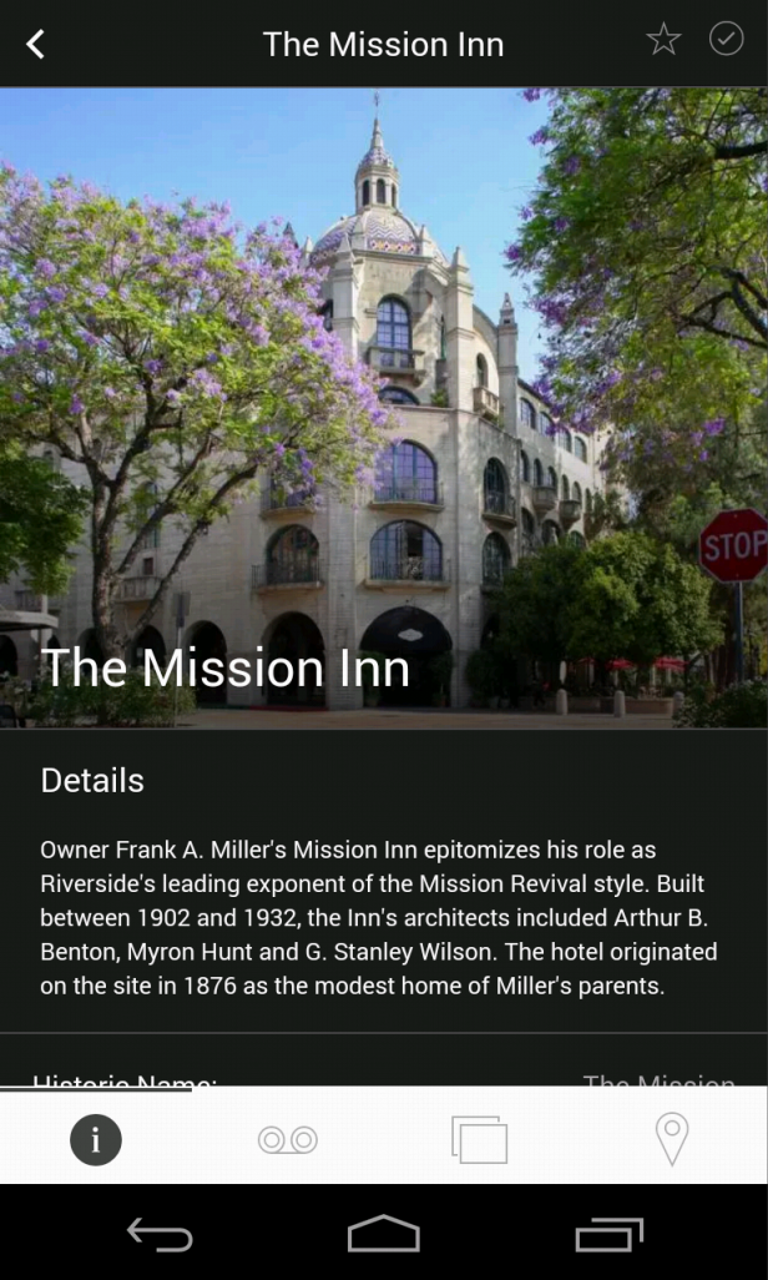 The Mission Inn
STOP
The Mission Inn
Details
Owner Frank A. Miller's Mission Inn epitomizes his role as
Riverside's leading exponent of the Mission Revival style. Built
between 1902 and 1932, the Inn's architects included Arthur B.
Benton, Myron Hunt and G. Stanley Wilson. The hotel originated
on the site in 1876 as the modest home of Miller's parents.
Historic Name: The Mission
i